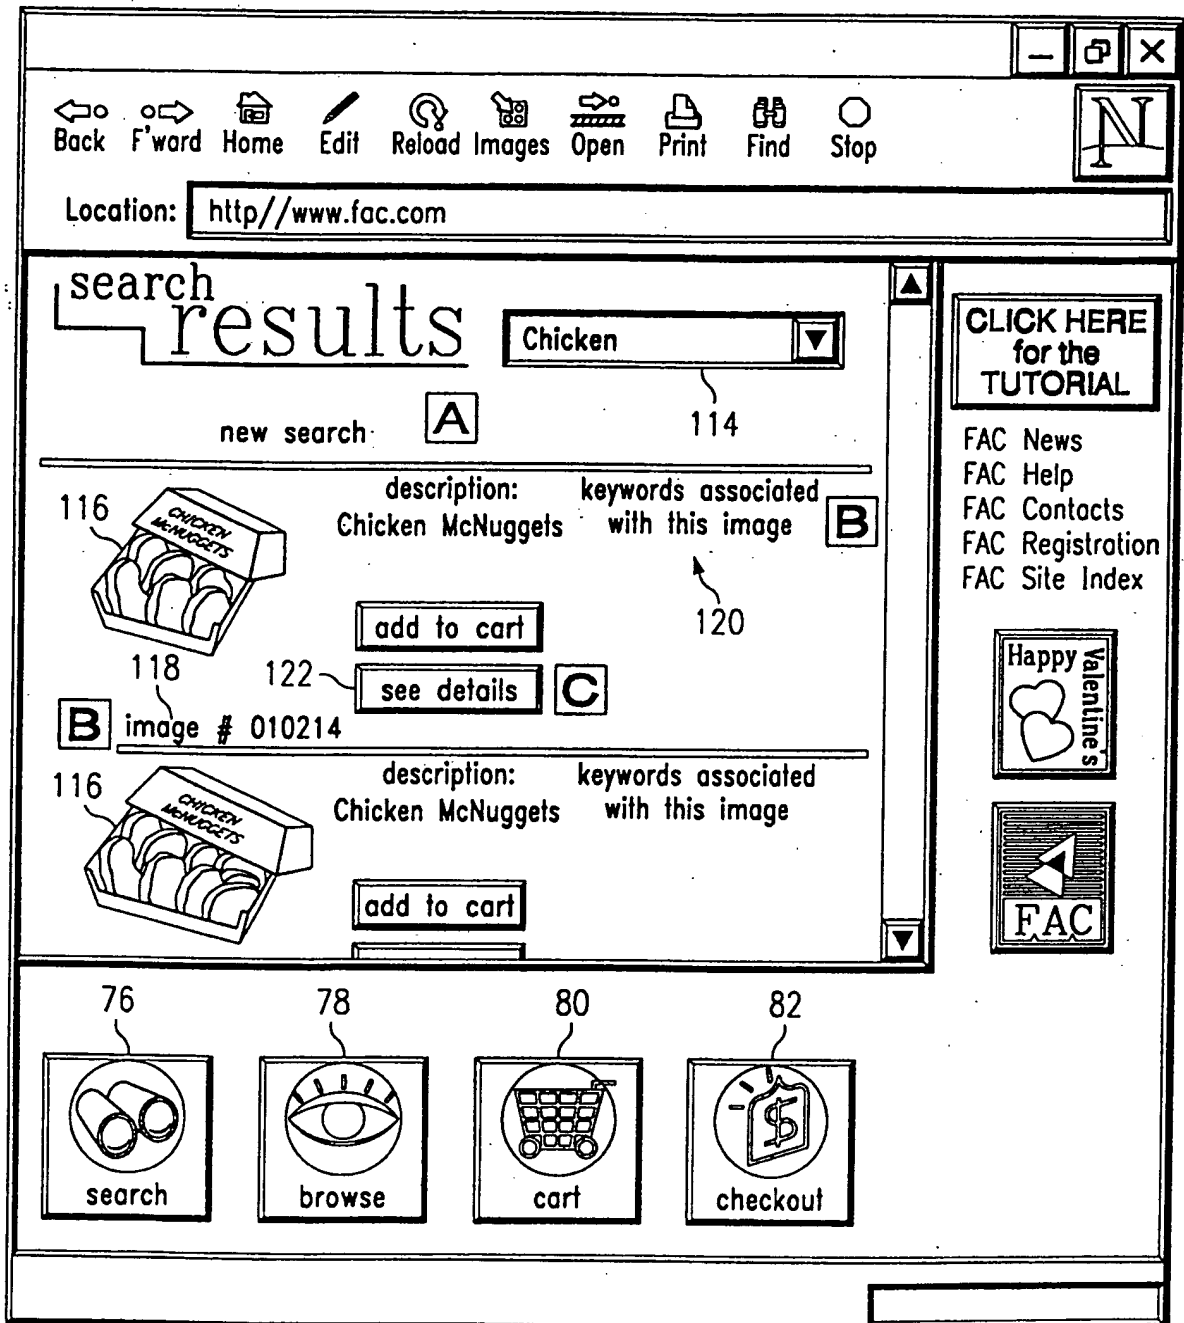 Back F'ward Home Edit Reload Images Open Print Find Stop
N
Location: http//www.fac.com
search
results
Chicken
114
new search
A
116
CHICKEN
McNUGGETS
description:
Chicken McNuggets
keywords associated
with this image
B
120
add to cart
118
122
see details
C
B
image # 010214
116
CHICKEN
McNUGGETS
description:
Chicken McNuggets
keywords associated
with this image
add to cart
CLICK HERE
for the
TUTORIAL
FAC News
FAC Help
FAC Contacts
FAC Registration
FAC Site Index
Happy
Valentine's
FAC
76
78
80
82
search
browse
cart
$
checkout